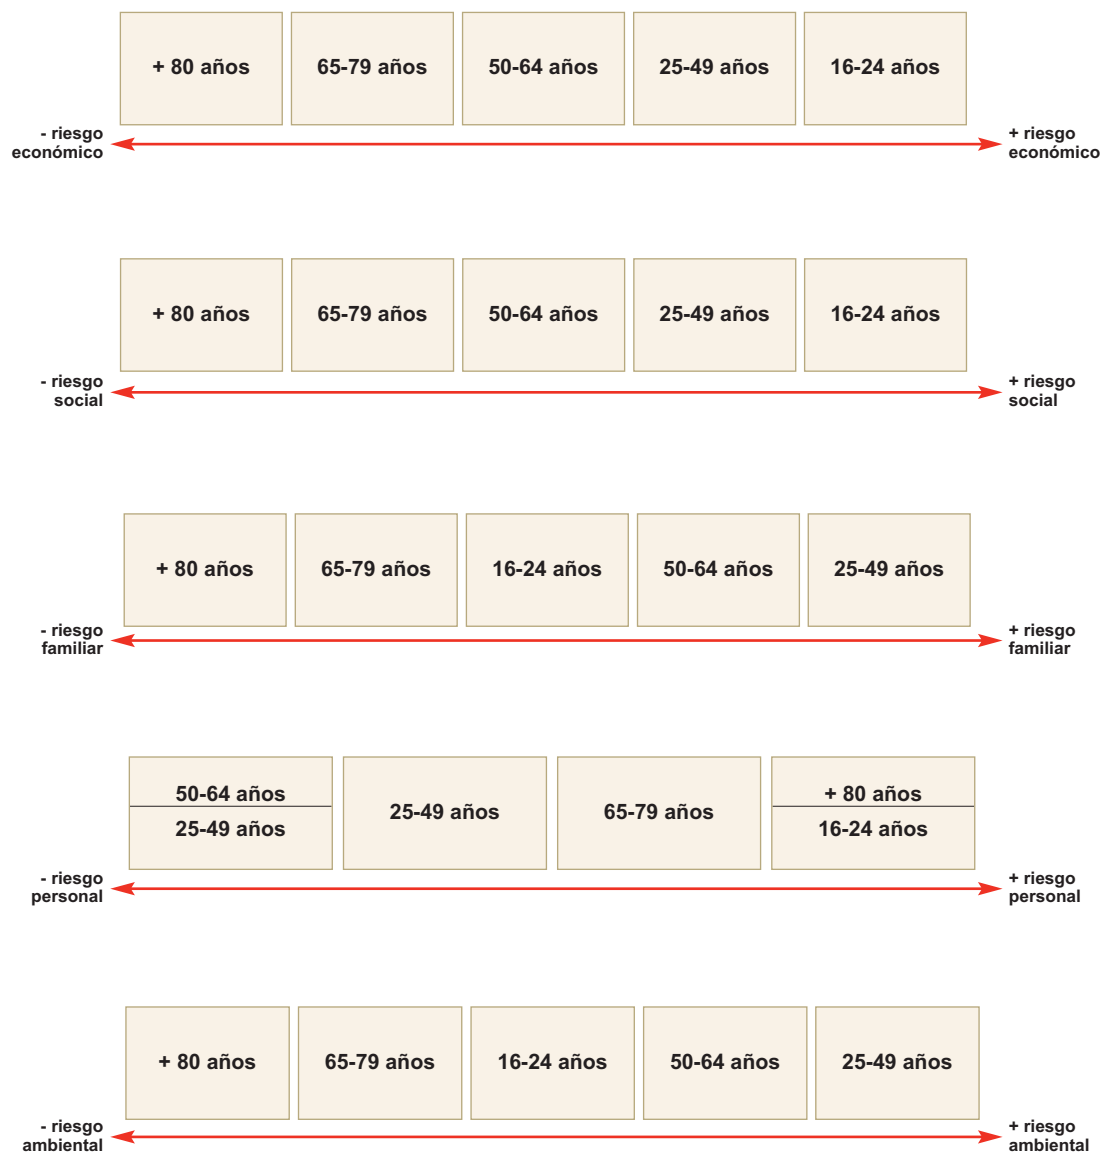 + 80 años
65-79 años
50-64 años
25-49 años
16-24 años
- riesgo
económico
+ riesgo
económico
+ 80 años
65-79 años
50-64 años
25-49 años
16-24 años
- riesgo
social
+ riesgo
social
+ 80 años
65-79 años
16-24 años
50-64 años
25-49 años
- riesgo
familiar
+ riesgo
familiar
50-64 años
25-49 años
25-49 años
65-79 años
+ 80 años
16-24 años
- riesgo
personal
+ riesgo
personal
+ 80 años
65-79 años
16-24 años
50-64 años
25-49 años
- riesgo
ambiental
+ riesgo
ambiental